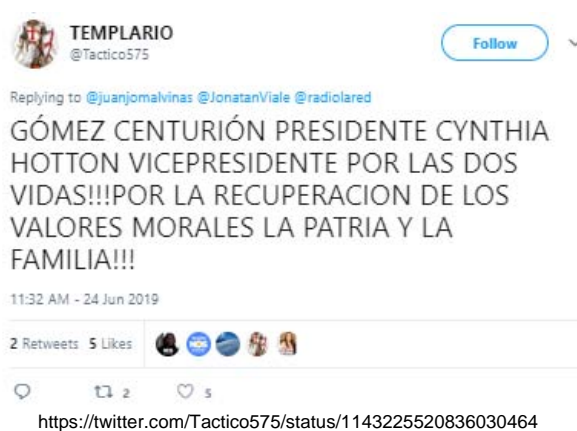 TEMPLARIO
@Tactico575
Follow
Replying to @juanjomalvinas @JonatanViale @radiolared
GÓMEZ CENTURIÓN PRESIDENTE CYNTHIA
HOTTON VICEPRESIDENTE POR LAS DOS
VIDAS!!!POR LA RECUPERACION DE LOS
VALORES MORALES LA PATRIA Y LA
FAMILIA!!!
11:32 AM - 24 Jun 2019
2 Retweets 5 Likes
NOS
2 5
https://twitter.com/Tactico575/status/1143225520836030464